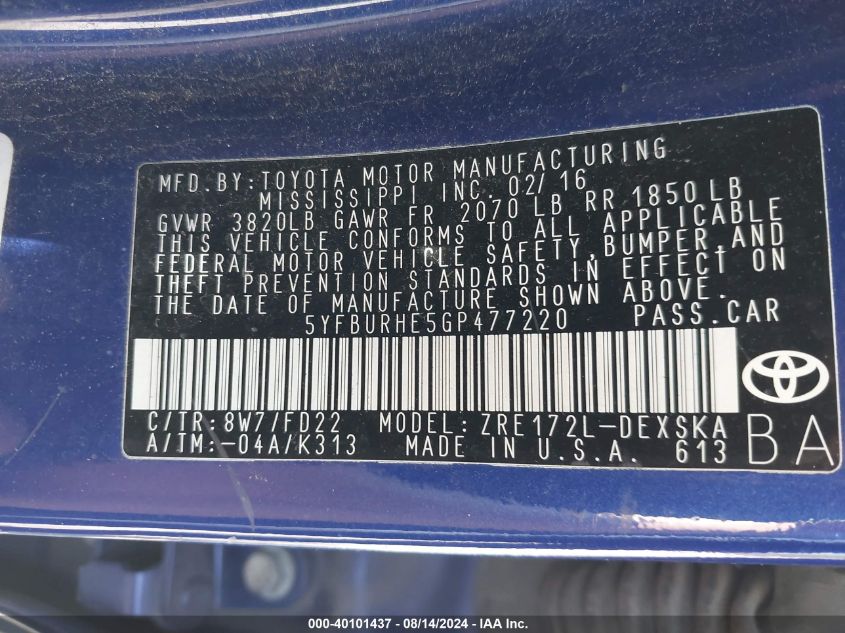 MFD. BY: TOYOTA MOTOR MANUFACTURING
MISSISSIPPI INC. 02/16
GVWR 3820LB GAWR FR 2070 LB RR 1850 LB
THIS VEHICLE CONFORMS TO ALL APPLICABLE
FEDERAL MOTOR VEHICLE SAFETY, BUMPER, AND
THEFT PREVENTION STANDARDS IN EFFECT ON
THE DATE OF MANUFACTURE SHOWN ABOVE.
5YFBURHE5GP477220 PASS. CAR
C/TR: 8W7/FD22 MODEL: ZRE172L-DEXSKA
A/TM: -04A/K313 MADE IN U.S.A. 613 BA
000-40101437 - 08/14/2024 - IAA Inc.